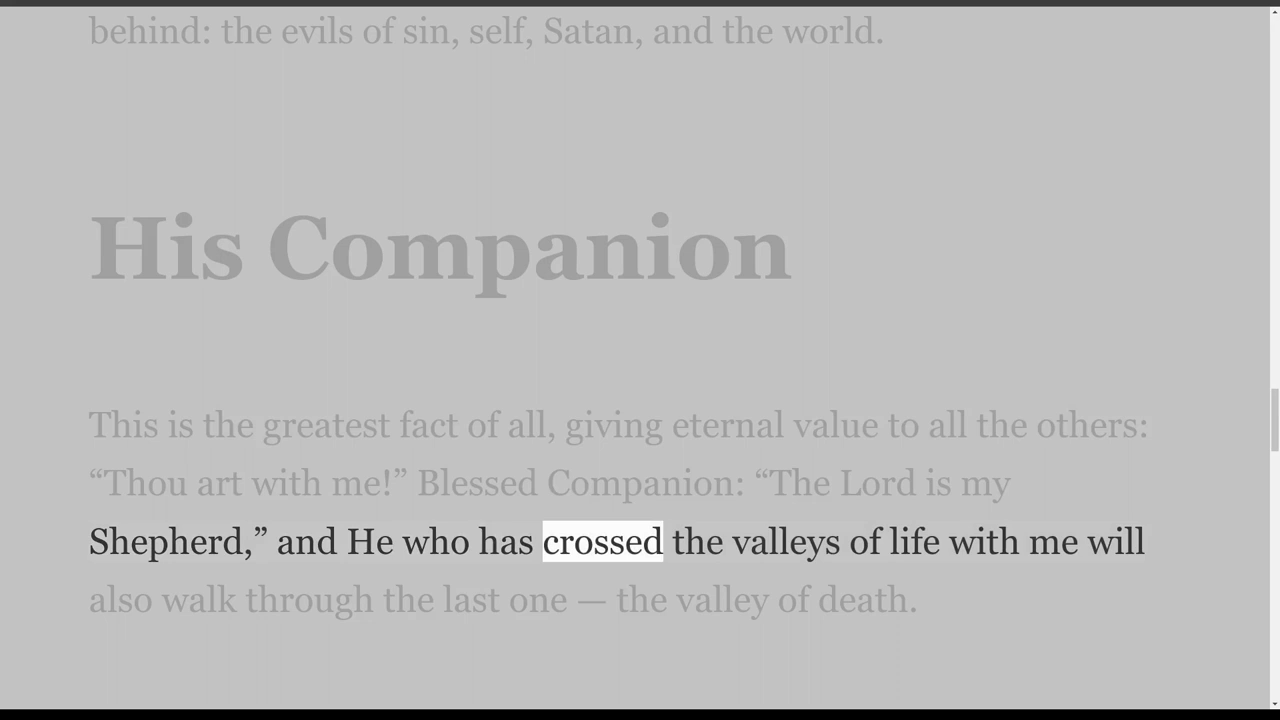 behind: the evils of sin, self, Satan, and the world.
His Companion
This is the greatest fact of all, giving eternal value to all the others:
“Thou art with me!” Blessed Companion: “The Lord is my
Shepherd,” and He who has crossed the valleys of life with me will
also walk through the last one — the valley of death.